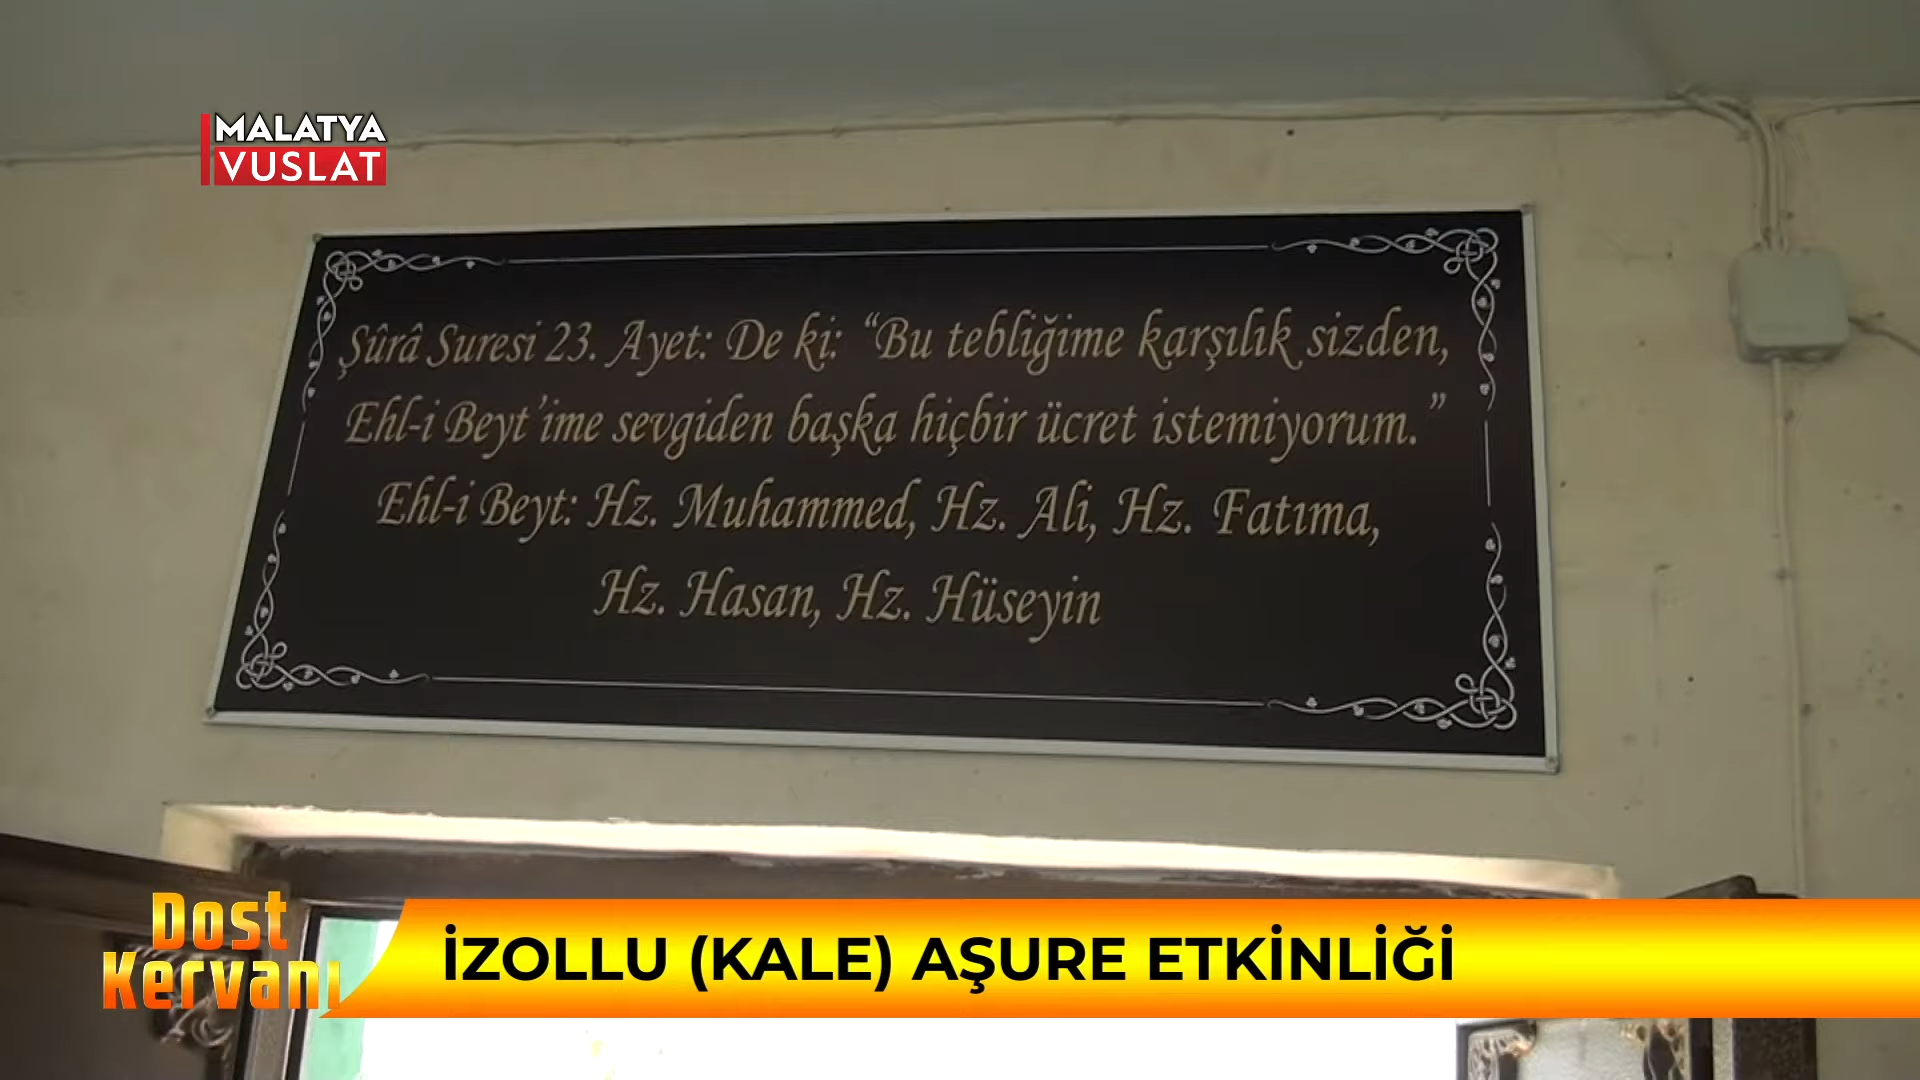 MALATYA
VUSLAT
Şûrâ Suresi 23. Ayet: De ki: “Bu tebliğime karşılık sizden,
Ehl-i Beyt’ime sevgiden başka hiçbir ücret istemiyorum.”
Ehl-i Beyt: Hz. Muhammed, Hz. Ali, Hz. Fatıma,
Hz. Hasan, Hz. Hüseyin
Dost
Kervanı
İZOLLU (KALE) AŞURE ETKİNLİĞİ